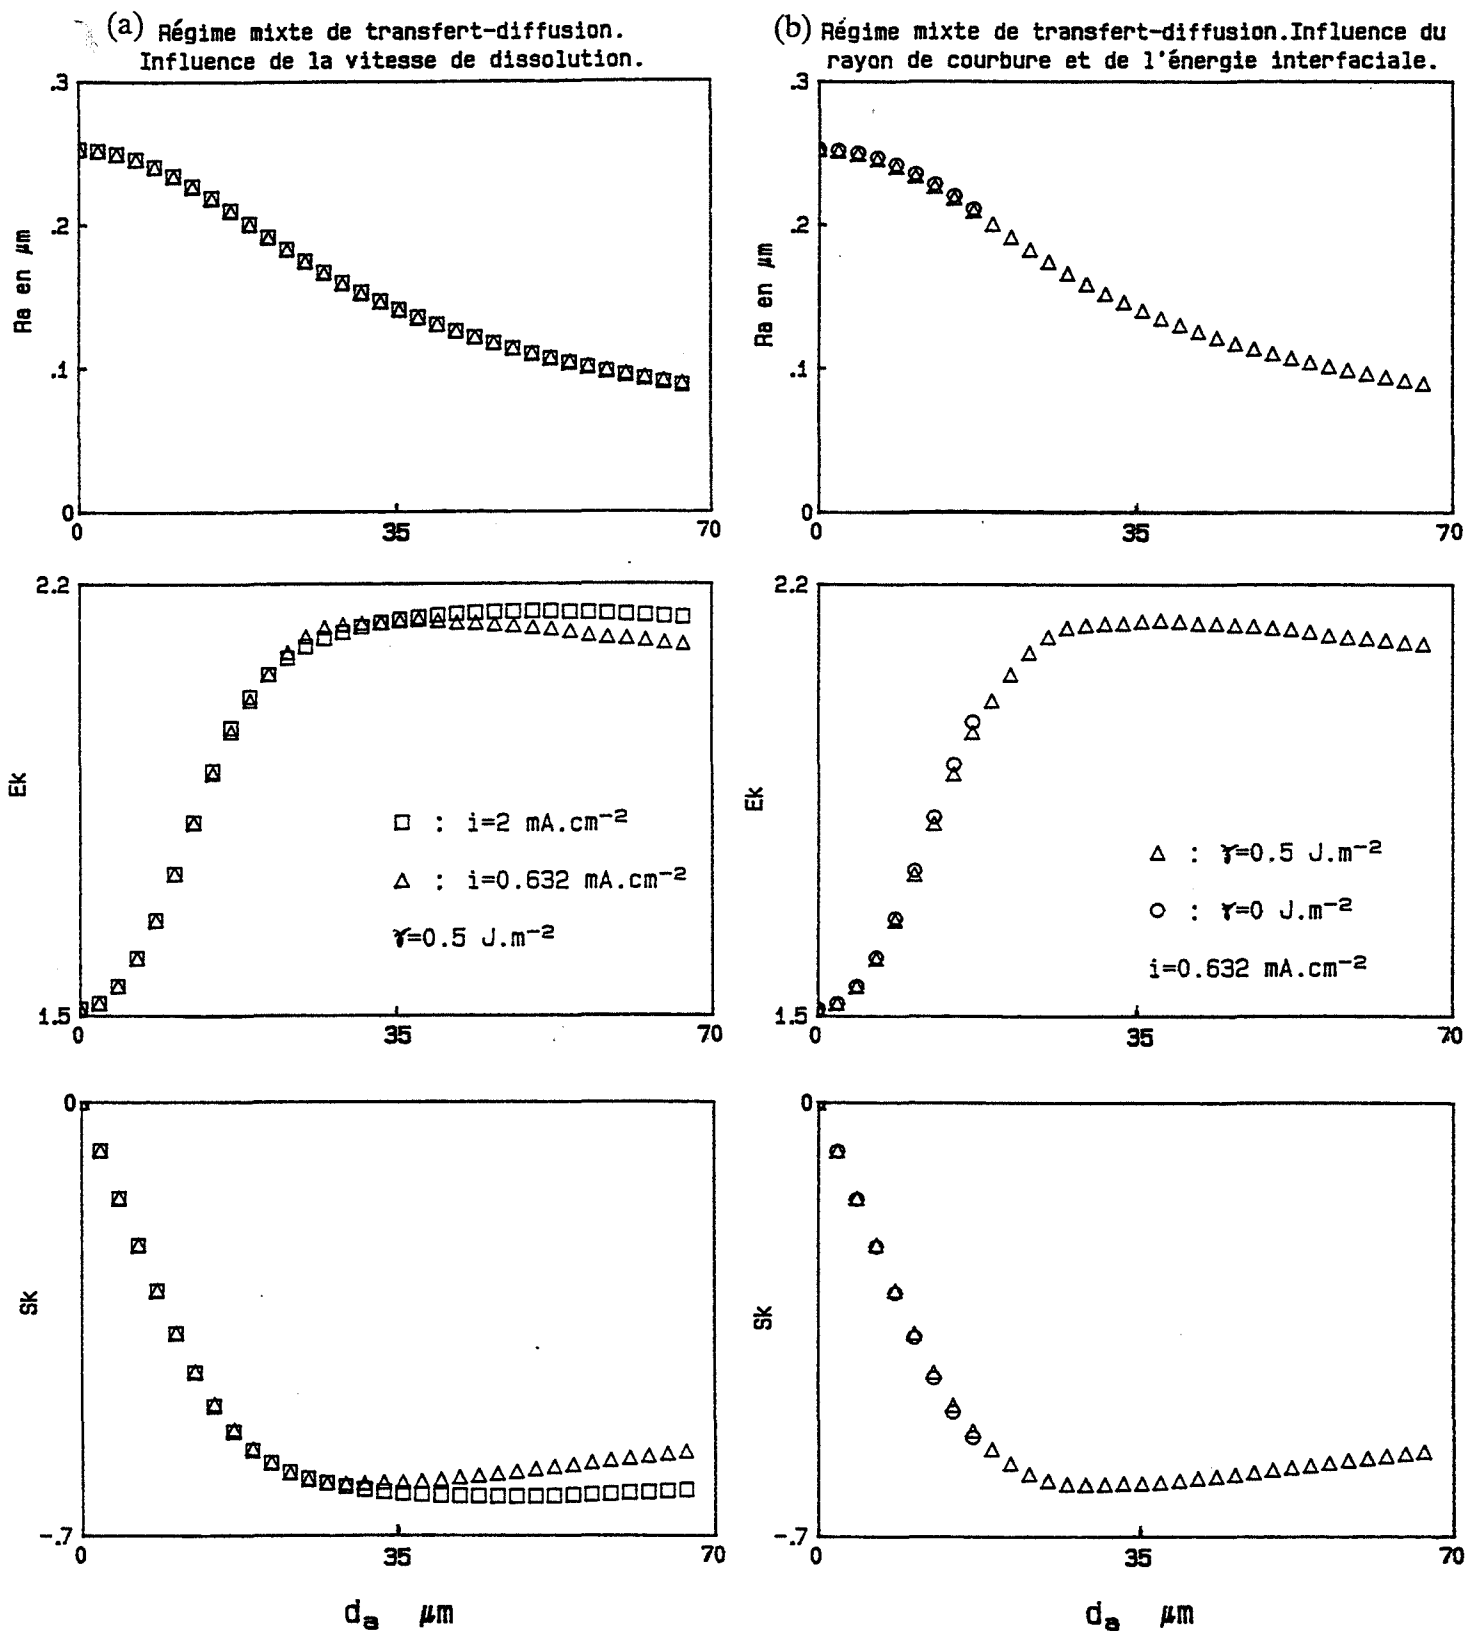 (a) Régime mixte de transfert-diffusion.
Influence de la vitesse de dissolution.
.3
.2
Ra en µm
.1
0
0 35 70
2.2
Ek
□ : i=2 mA.cm⁻²
△ : i=0.632 mA.cm⁻²
γ=0.5 J.m⁻²
1.5
0 35 70
0
Sk
-.7
0 35 70
dₐ µm
(b) Régime mixte de transfert-diffusion.Influence du
rayon de courbure et de l'énergie interfaciale.
.3
.2
Ra en µm
.1
0
0 35 70
2.2
Ek
△ : γ=0.5 J.m⁻²
○ : γ=0 J.m⁻²
i=0.632 mA.cm⁻²
1.5
0 35 70
0
Sk
-.7
0 35 70
dₐ µm